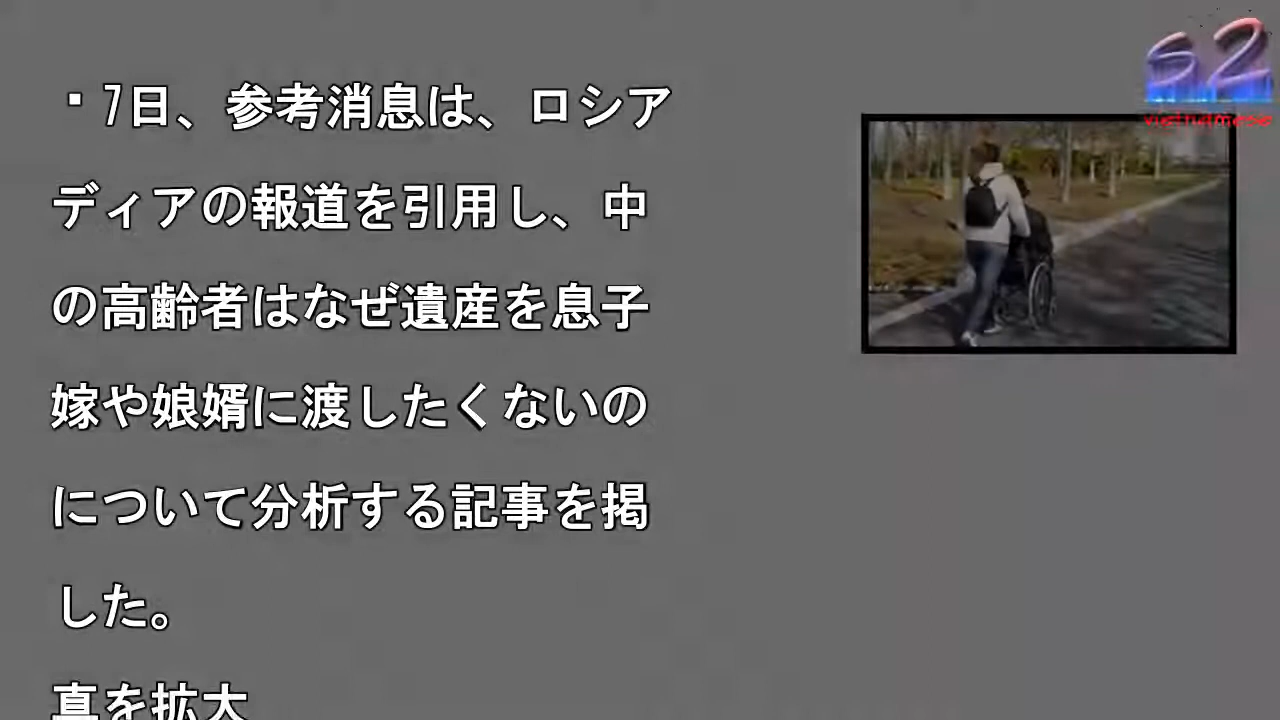 ・7日、参考消息は、ロシア
ディアの報道を引用し、中
の高齢者はなぜ遺産を息子
嫁や娘婿に渡したくないの
について分析する記事を掲
した。
真を拡大
62